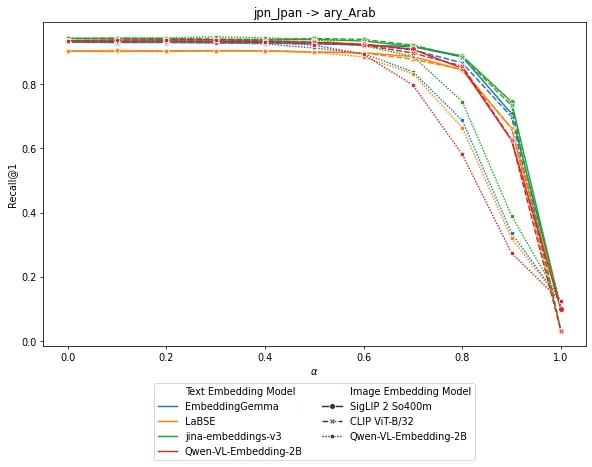 jpn_Jpan -> ary_Arab
Recall@1
0.8
0.6
0.4
0.2
0.0
0.0 0.2 0.4 0.6 0.8 1.0
α
Text Embedding Model
EmbeddingGemma
LaBSE
jina-embeddings-v3
Qwen-VL-Embedding-2B
Image Embedding Model
SigLIP 2 So400m
CLIP ViT-B/32
Qwen-VL-Embedding-2B